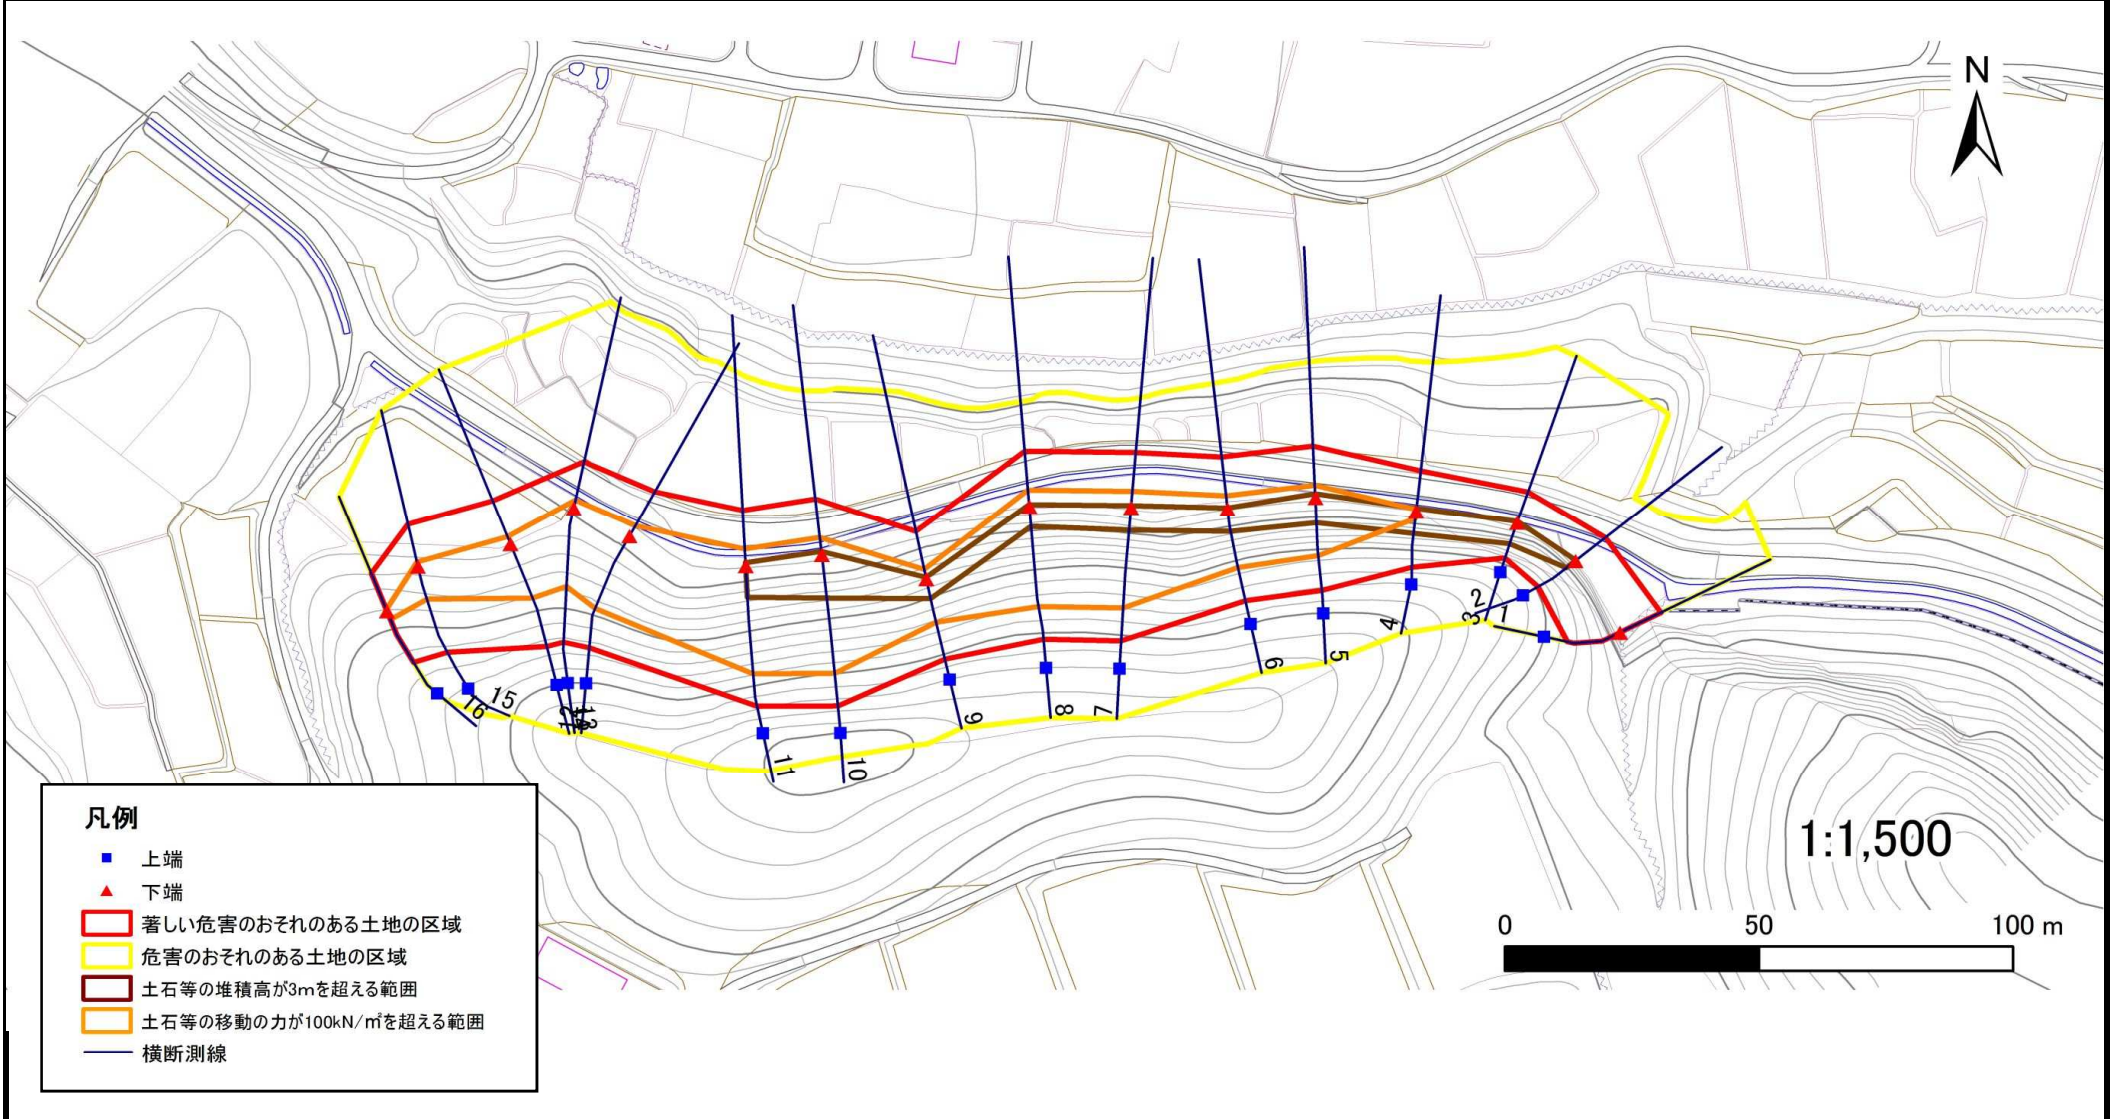 N
1
2
3
4
5
6
7
8
9
10
11
13
15
16
1:1,500
0 50 100 m
凡例
上端
下端
著しい危害のおそれのある土地の区域
危害のおそれのある土地の区域
土石等の堆積高が3mを超える範囲
土石等の移動の力が100kN/㎡を超える範囲
横断測線